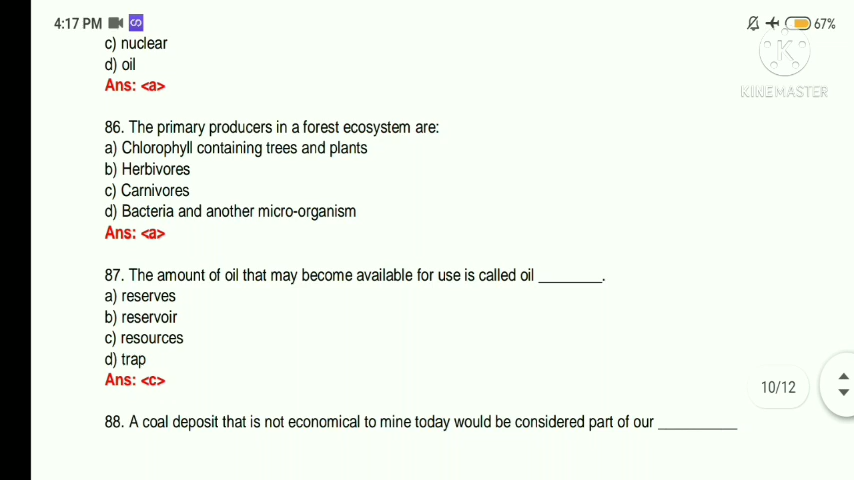 4:17 PM
67%
K
KINEMASTER
c) nuclear
d) oil
Ans: <a>
86. The primary producers in a forest ecosystem are:
a) Chlorophyll containing trees and plants
b) Herbivores
c) Carnivores
d) Bacteria and another micro-organism
Ans: <a>
87. The amount of oil that may become available for use is called oil ________.
a) reserves
b) reservoir
c) resources
d) trap
Ans: <c>
10/12
88. A coal deposit that is not economical to mine today would be considered part of our __________